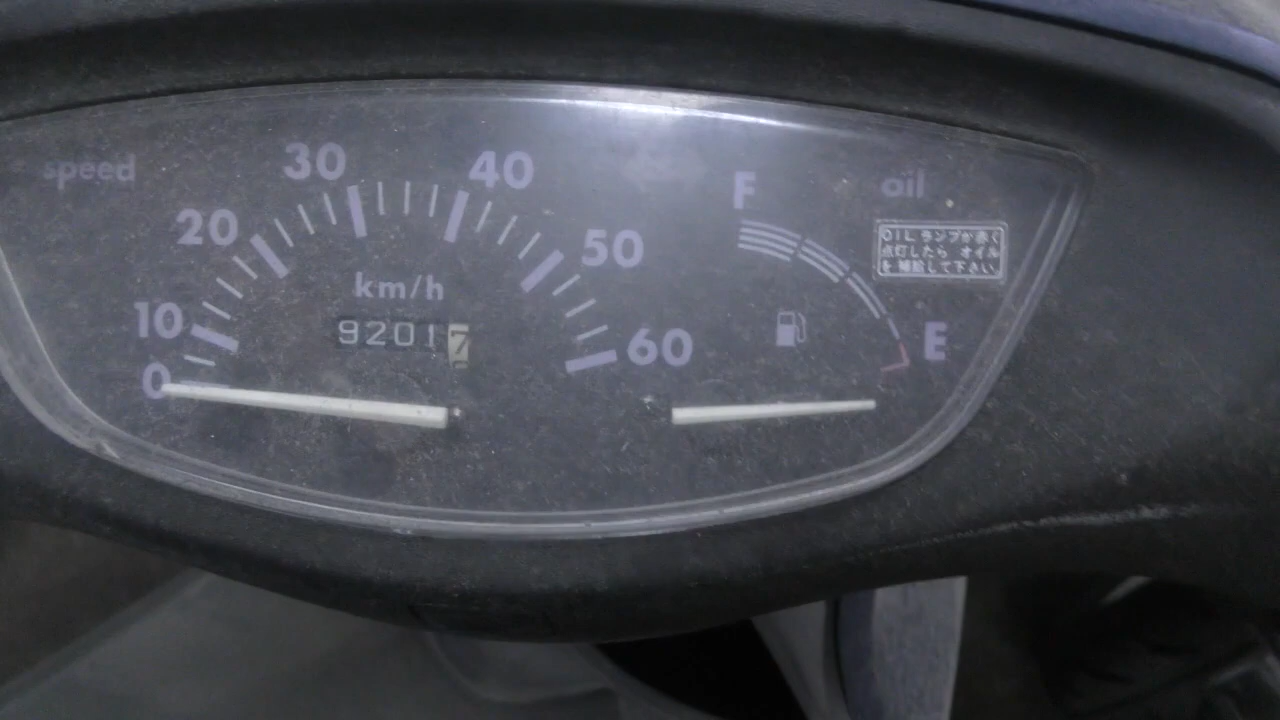 speed
10
20
30
40
50
60
0
km/h
92017
F
E
oil
OILランプが赤く
点灯したら オイル
を 補給して下さい